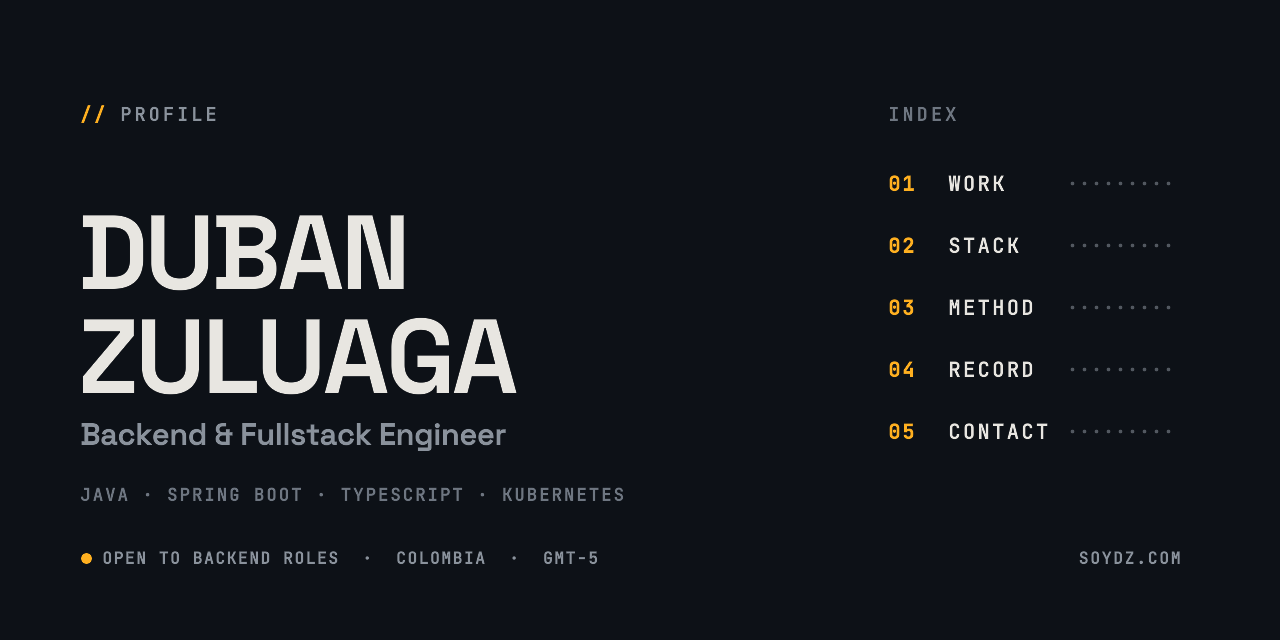 // PROFILE
DUBAN
ZULUAGA
Backend & Fullstack Engineer
JAVA · SPRING BOOT · TYPESCRIPT · KUBERNETES
OPEN TO BACKEND ROLES · COLOMBIA · GMT-5
INDEX
01 WORK ·········
02 STACK ·········
03 METHOD ·········
04 RECORD ·········
05 CONTACT ·········
SOYDZ.COM